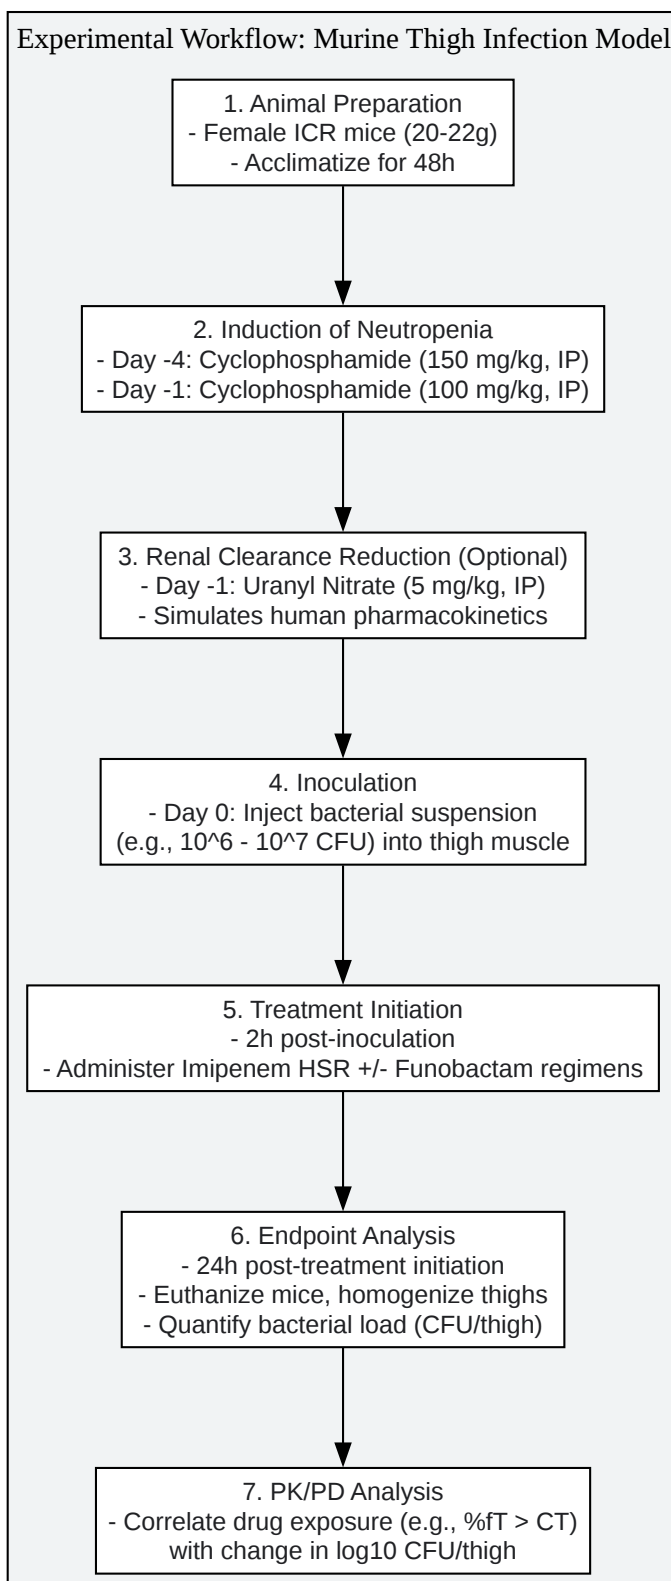 Experimental Workflow: Murine Thigh Infection Model
1. Animal Preparation
- Female ICR mice (20-22g)
- Acclimatize for 48h
2. Induction of Neutropenia
- Day -4: Cyclophosphamide (150 mg/kg, IP)
- Day -1: Cyclophosphamide (100 mg/kg, IP)
3. Renal Clearance Reduction (Optional)
- Day -1: Uranyl Nitrate (5 mg/kg, IP)
- Simulates human pharmacokinetics
4. Inoculation
- Day 0: Inject bacterial suspension
(e.g., 10^6 - 10^7 CFU) into thigh muscle
5. Treatment Initiation
- 2h post-inoculation
- Administer Imipenem HSR +/- Funobactam regimens
6. Endpoint Analysis
- 24h post-treatment initiation
- Euthanize mice, homogenize thighs
- Quantify bacterial load (CFU/thigh)
7. PK/PD Analysis
- Correlate drug exposure (e.g., %fT > CT)
with change in log10 CFU/thigh